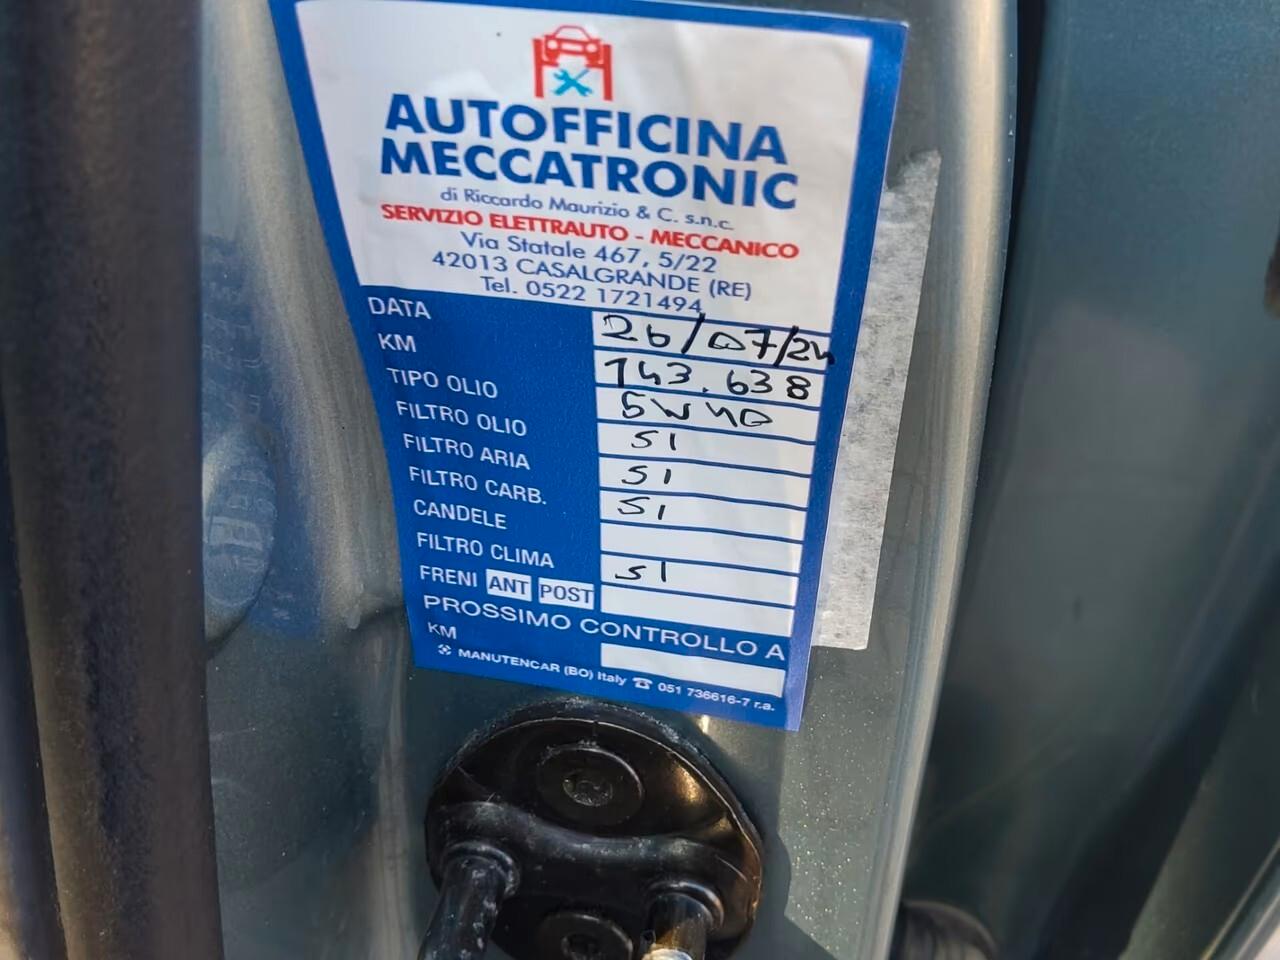 AUTOFFICINA
MECCATRONIC
di Riccardo Maurizio & C. s.n.c.
SERVIZIO ELETTRAUTO - MECCANICO
Via Statale 467, 5/22
42013 CASALGRANDE (RE)
Tel. 0522 1721494
DATA 26/07/24
KM 143.638
TIPO OLIO 5W40
FILTRO OLIO SI
FILTRO ARIA SI
FILTRO CARB. SI
CANDELE
FILTRO CLIMA SI
FRENI ANT POST
PROSSIMO CONTROLLO A
KM
MANUTENCAR (BO) Italy ☎ 051 736616-7 r.a.